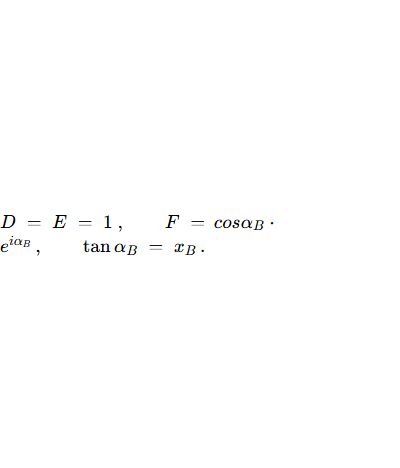 D = E = 1 , F = cosα_B ·
e^{iα_B} , tan α_B = x_B .